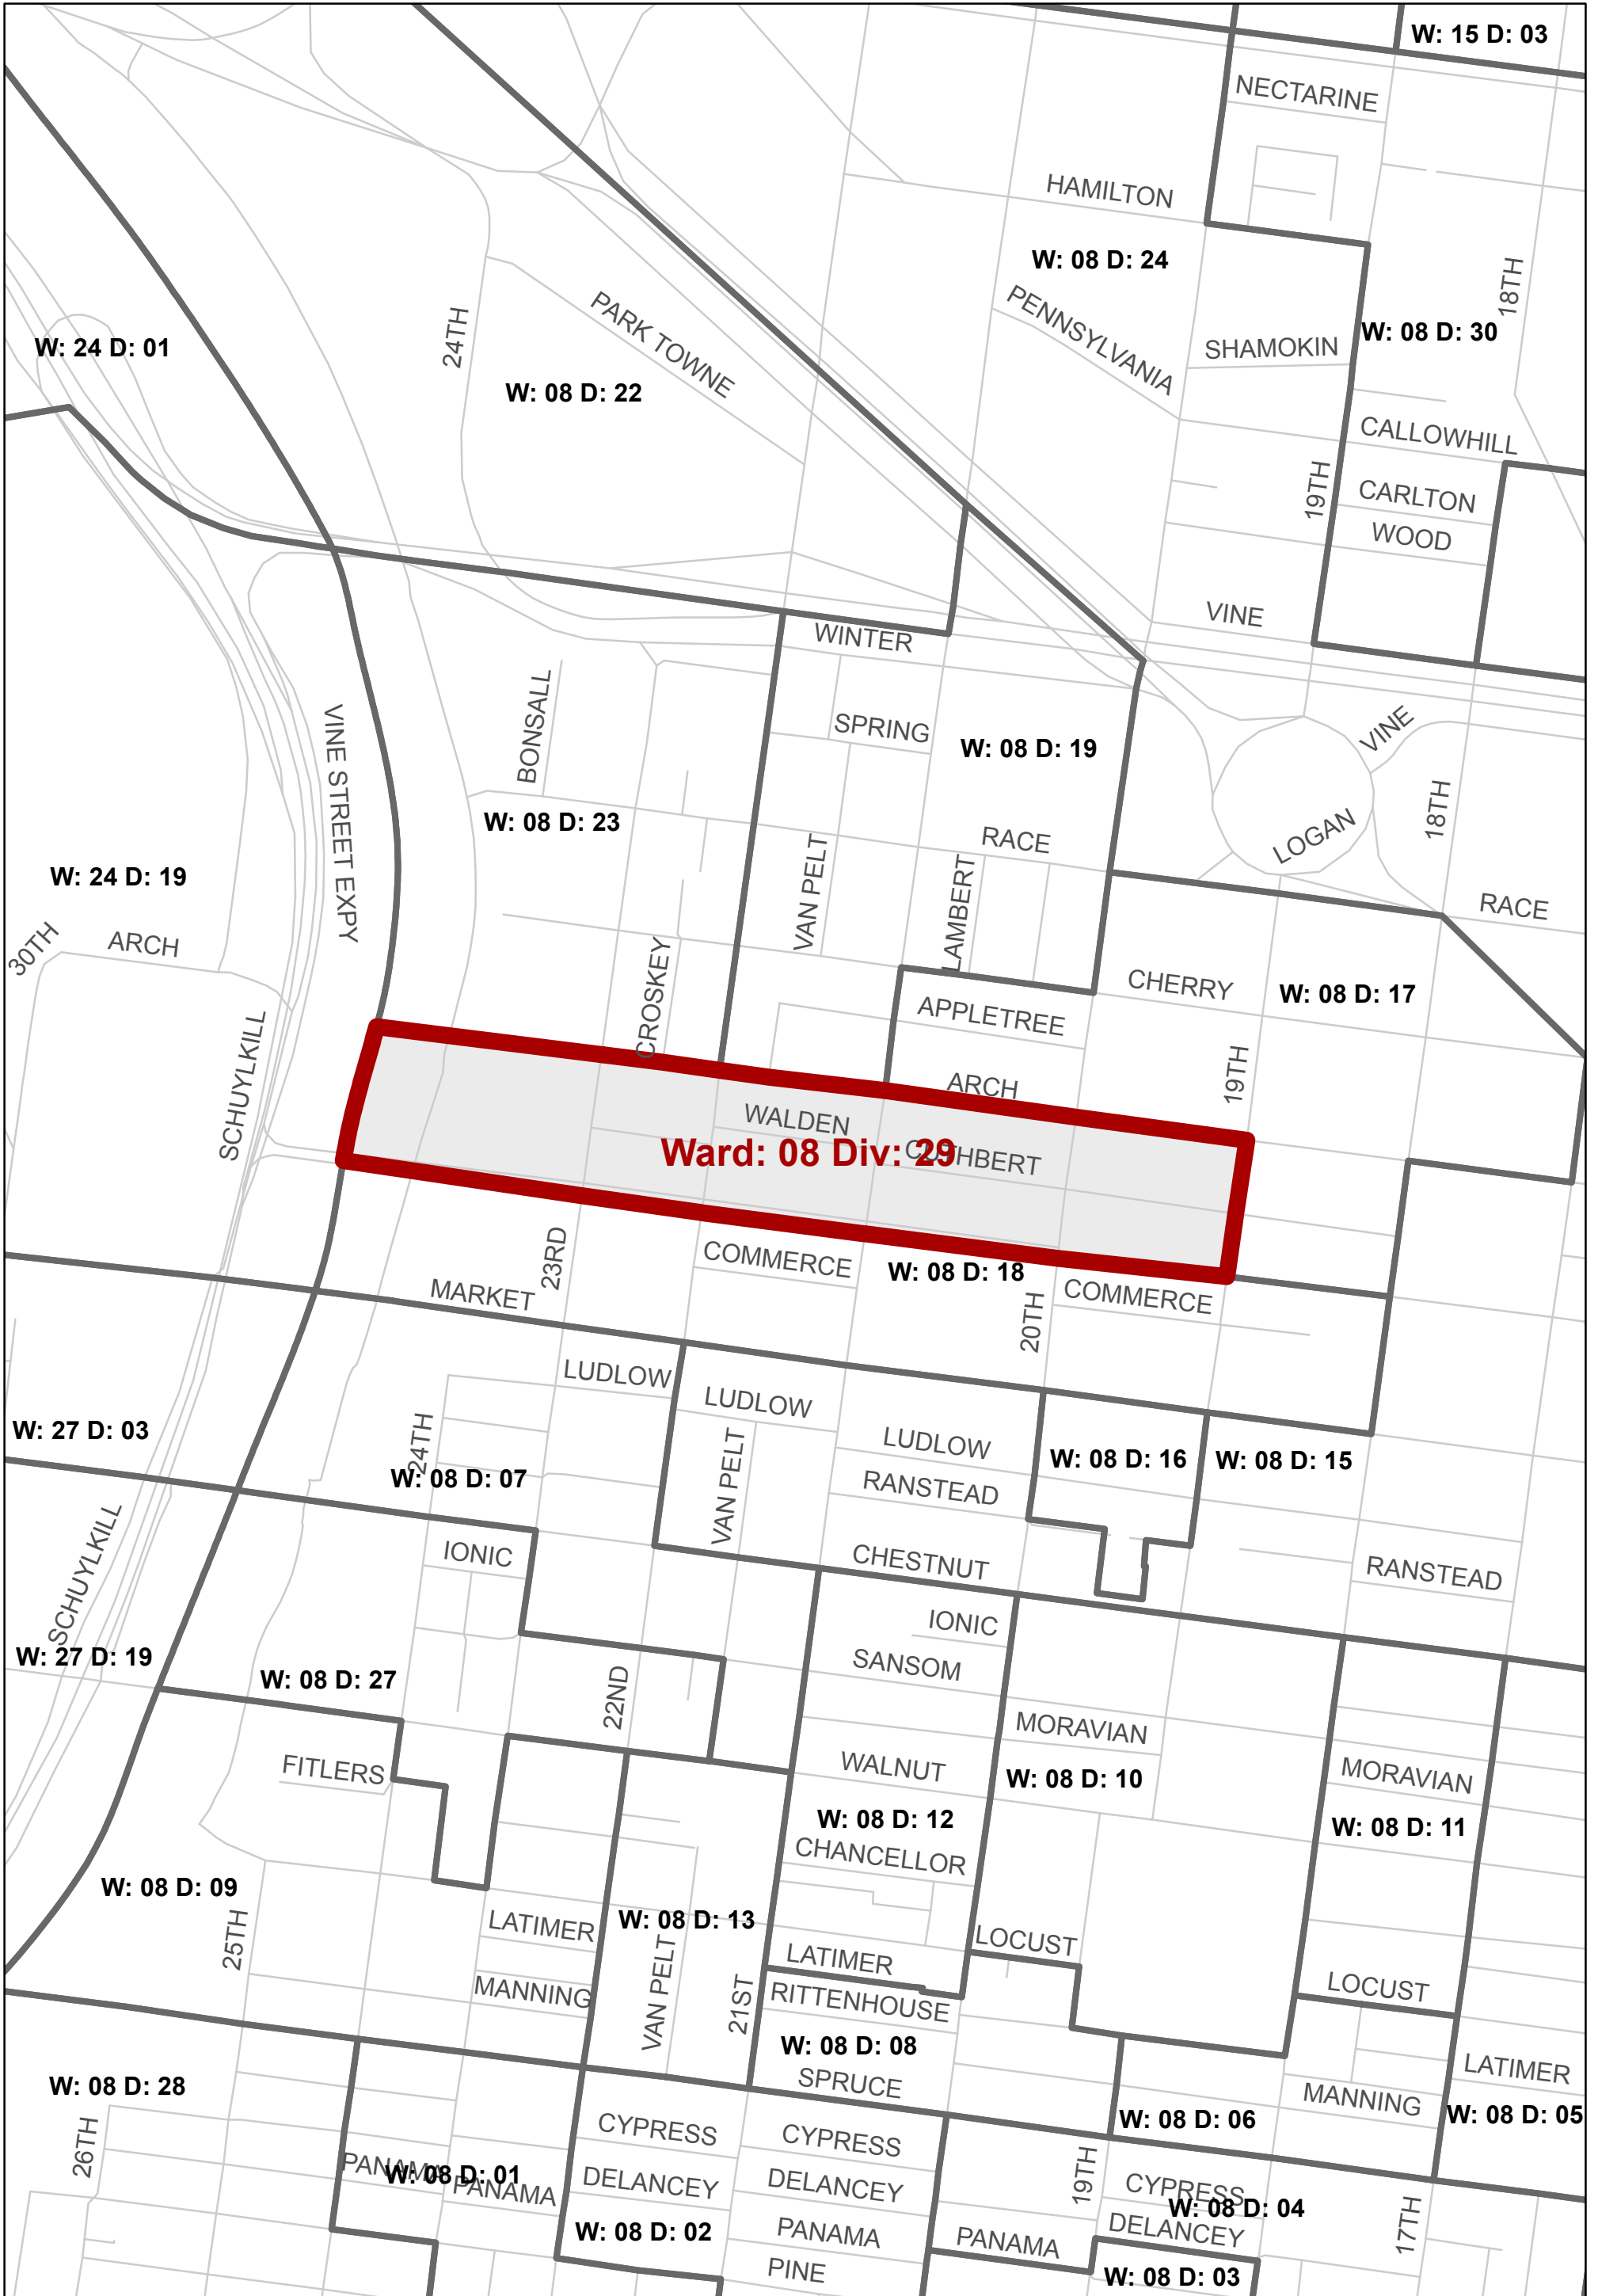 W: 15 D: 03
NECTARINE
HAMILTON
W: 08 D: 24
18TH
PENNSYLVANIA
PARK TOWNE
24TH
W: 24 D: 01
SHAMOKIN
W: 08 D: 30
W: 08 D: 22
CALLOWHILL
19TH
CARLTON
WOOD
VINE
WINTER
BONSALL
VINE STREET EXPY
SPRING
W: 08 D: 19
VINE
W: 08 D: 23
18TH
LOGAN
RACE
VAN PELT
LAMBERT
W: 24 D: 19
RACE
30TH
ARCH
CROSKEY
CHERRY
W: 08 D: 17
APPLETREE
SCHUYLKILL
19TH
ARCH
WALDEN
Ward: 08 Div: 29
CUTHBERT
23RD
COMMERCE
W: 08 D: 18
COMMERCE
MARKET
20TH
LUDLOW
LUDLOW
24TH
W: 27 D: 03
LUDLOW
W: 08 D: 16
W: 08 D: 15
W: 08 D: 07
VAN PELT
RANSTEAD
IONIC
CHESTNUT
RANSTEAD
SCHUYLKILL
IONIC
W: 27 D: 19
SANSOM
W: 08 D: 27
22ND
MORAVIAN
FITLERS
WALNUT
W: 08 D: 10
MORAVIAN
W: 08 D: 12
W: 08 D: 11
CHANCELLOR
W: 08 D: 09
LATIMER
W: 08 D: 13
25TH
LOCUST
LATIMER
VAN PELT
MANNING
21ST
RITTENHOUSE
LOCUST
W: 08 D: 08
LATIMER
W: 08 D: 28
SPRUCE
MANNING
W: 08 D: 06
W: 08 D: 05
26TH
CYPRESS
CYPRESS
PANAMA
W: 08 D: 01
PANAMA
DELANCEY
DELANCEY
19TH
CYPRESS
W: 08 D: 04
17TH
W: 08 D: 02
PANAMA
PANAMA
DELANCEY
PINE
W: 08 D: 03